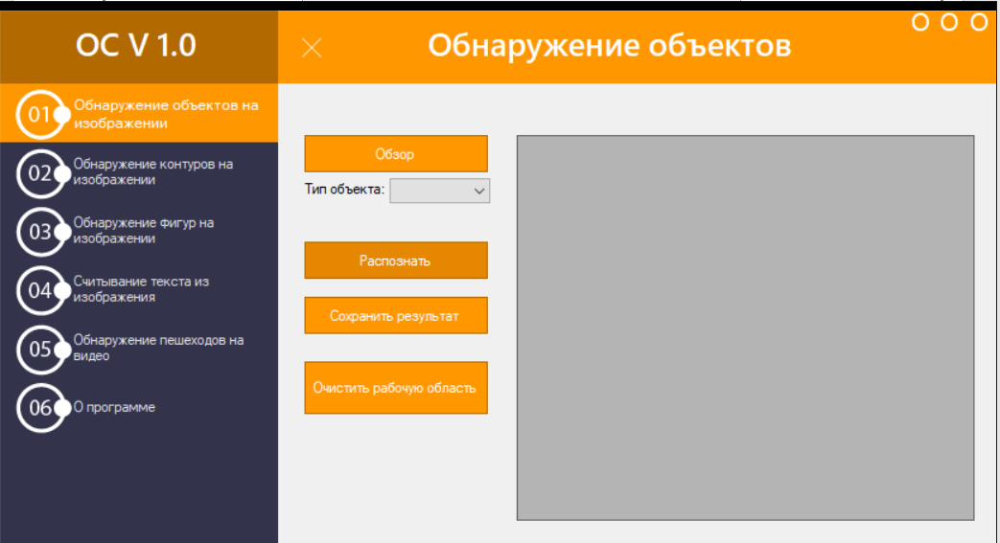 ОС V 1.0
Обнаружение объектов
01
Обнаружение объектов на
изображении
02
Обнаружение контуров на
изображении
03
Обнаружение фигур на
изображении
04
Считывание текста из
изображения
05
Обнаружение пешеходов на
видео
06
О программе
Обзор
Тип объекта:
Распознать
Сохранить результат
Очистить рабочую область